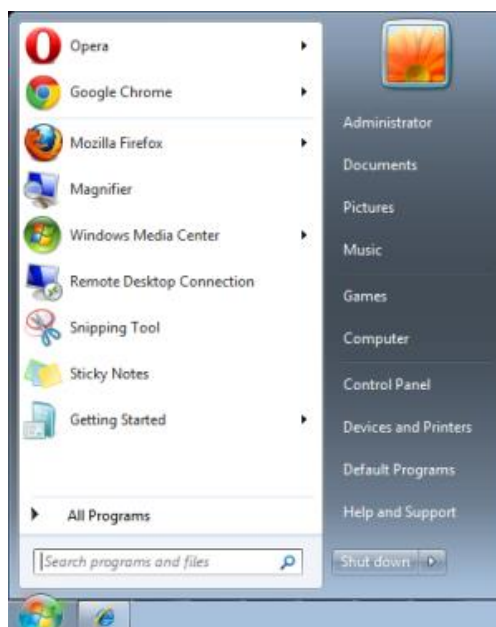 Opera
Google Chrome
Mozilla Firefox
Magnifier
Windows Media Center
Remote Desktop Connection
Snipping Tool
Sticky Notes
Getting Started
All Programs
Search programs and files
Administrator
Documents
Pictures
Music
Games
Computer
Control Panel
Devices and Printers
Default Programs
Help and Support
Shut down